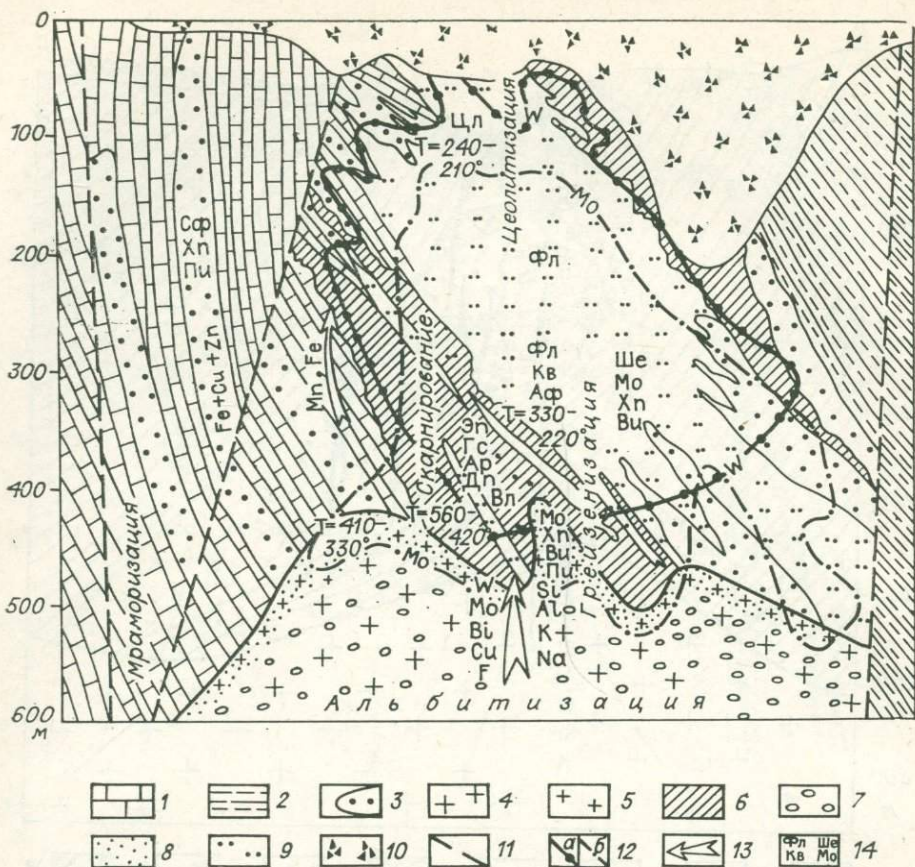 0
100
200
300
400
500
600
м
Мраморизация
Сф
Хп
Пи
Fe+Cu+Zn
Mn, Fe
Скарнирование
Цл
Т=240–
210°
Цеолитизация
W
Mo
Фл
Фл
Кв
Аф
Т=330–
220°
Грейзенизация
Ше
Мо
Хп
Ви
Эп
Гс
Ар
Дп
Вл
W
Т=560–
420°
Т=410–
330°
Mo
Мо
Хп
Ви
Пи
W
Mo
Bi
Cu
F
Si
Al
K
Na
Альбитизация
1 2 3 4 5 6 7
8 9 10 11 а б 12 13 Фл Кв Ше Мо 14